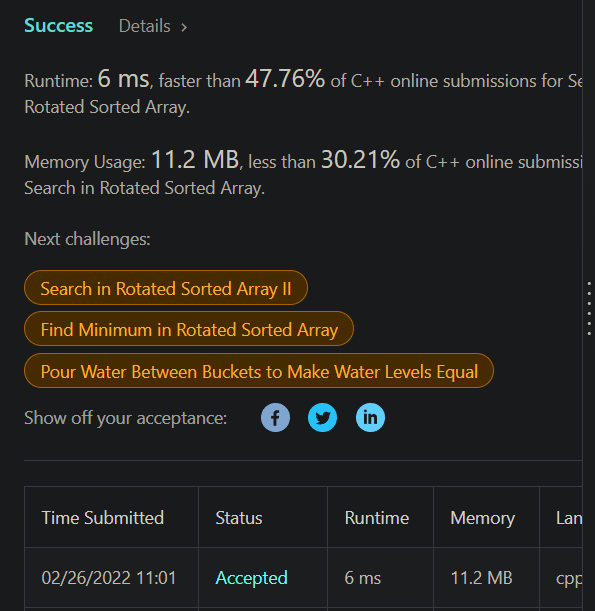 Success Details >
Runtime: 6 ms, faster than 47.76% of C++ online submissions for Se
Rotated Sorted Array.
Memory Usage: 11.2 MB, less than 30.21% of C++ online submissi
Search in Rotated Sorted Array.
Next challenges:
Search in Rotated Sorted Array II
Find Minimum in Rotated Sorted Array
Pour Water Between Buckets to Make Water Levels Equal
Show off your acceptance: f in
Time Submitted Status Runtime Memory Lan
02/26/2022 11:01 Accepted 6 ms 11.2 MB cpp